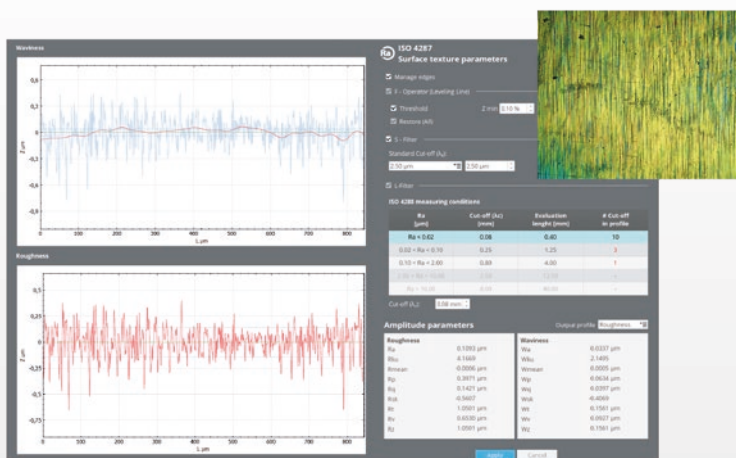 Waviness
0,6
0,3
0
-0,3
-0,6
-0,9
Z µm
0 100 200 300 400 500 600 700 800
L µm
Roughness
0,5
0,25
0
-0,25
-0,5
-0,75
Z µm
0 100 200 300 400 500 600 700 800
L µm
Ra ISO 4287
Surface texture parameters
Manage edges
F - Operator (Leveling Line)
Threshold Z min 0.10 %
Restore (All)
S - Filter
Standard Cut-off (λs)
2.50 µm 2.50 µm
L-Filter
ISO 4288 measuring conditions
Ra [µm] Cut-off (λc) [mm] Evaluation lenght [mm] # Cut-off in profile
Ra < 0.02 0.08 0.40 10
0.02 < Ra < 0.10 0.25 1.25 3
0.10 < Ra < 2.00 0.80 4.00 1
Cut-off (λc) 0.08 mm
Amplitude parameters Output profile Roughness
Roughness
Ra 0.1093 µm
Rku 4.1669
Rmean -0.0006 µm
Rp 0.3971 µm
Rq 0.1421 µm
Rsk -0.5607
Rt 1.0501 µm
Rv 0.6530 µm
Rz 1.0501 µm
Waviness
Wa 0.0337 µm
Wku 2.1495
Wmean 0.0005 µm
Wp 0.0634 µm
Wq 0.0397 µm
Wsk -0.4069
Wt 0.1561 µm
Wv 0.0927 µm
Wz 0.1561 µm
Apply Cancel